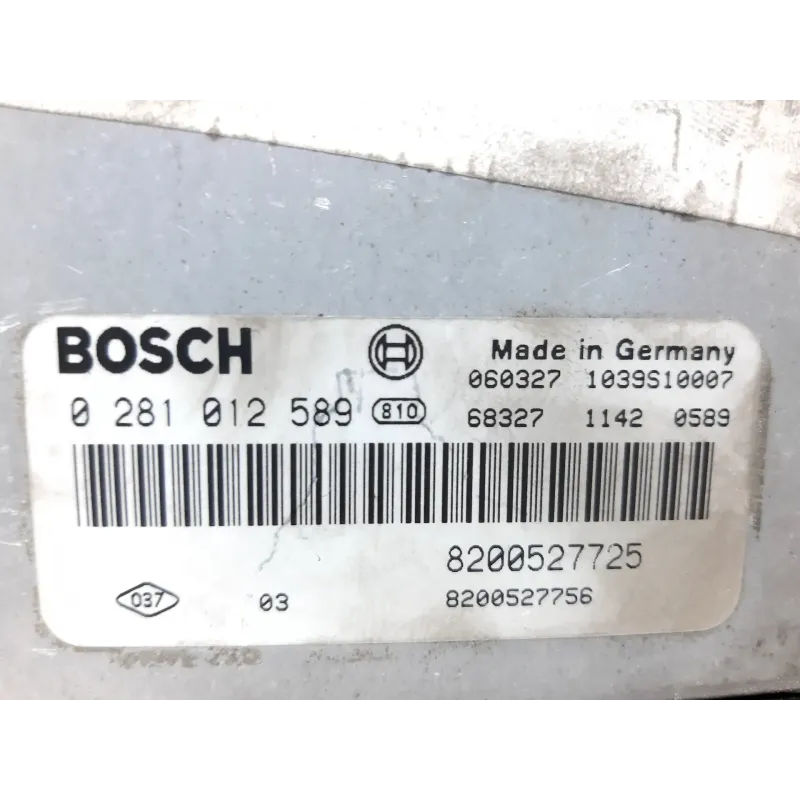 BOSCH
Made in Germany
060327 1039S10007
0 281 012 589 810
68327 1142 0589
8200527725
037 03 8200527756